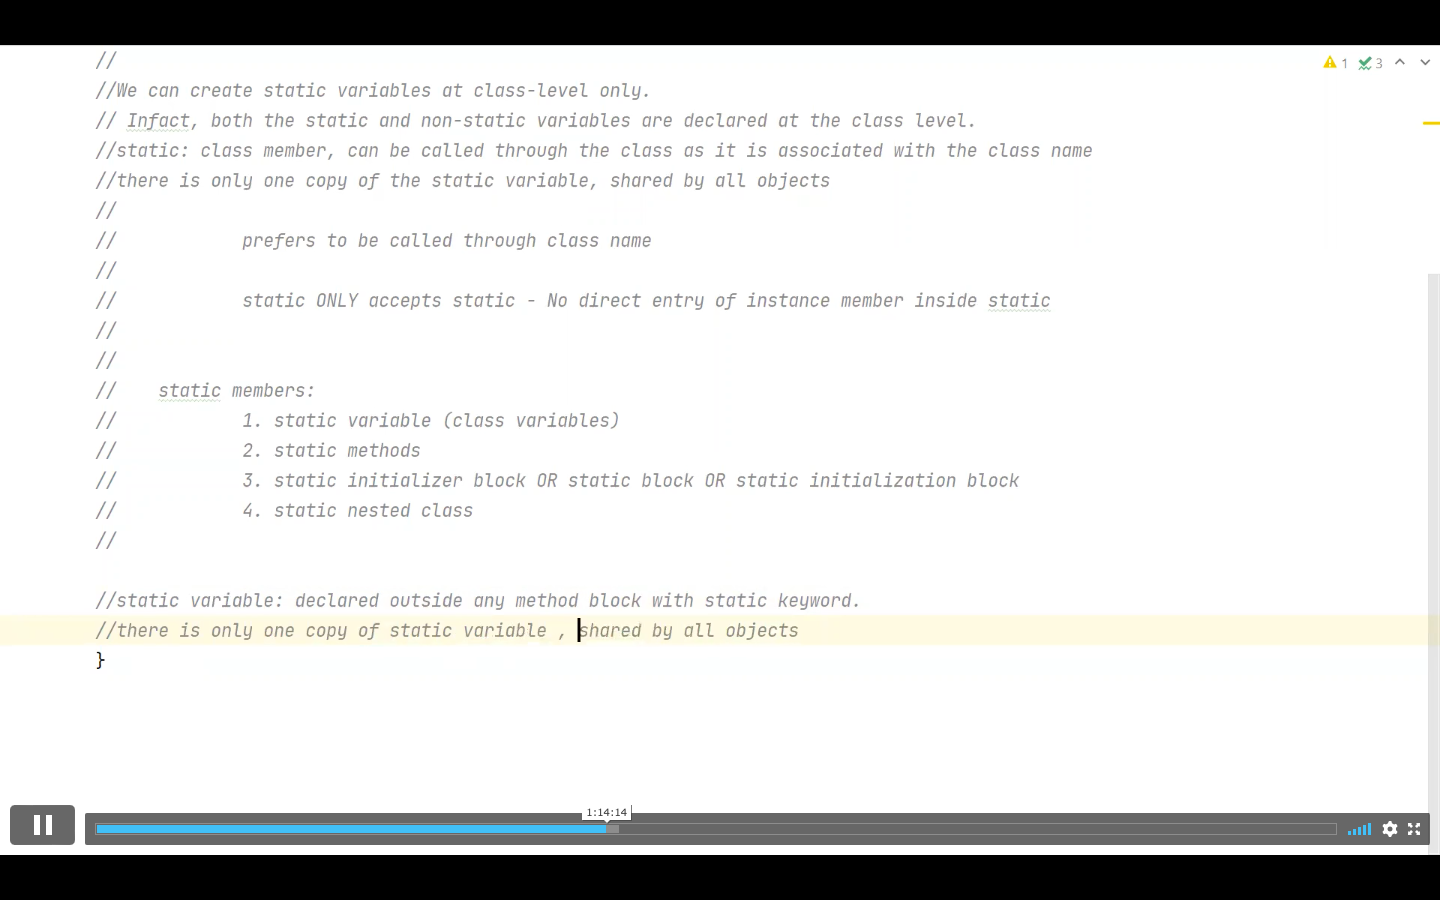 //
//We can create static variables at class-level only.
// Infact, both the static and non-static variables are declared at the class level.
//static: class member, can be called through the class as it is associated with the class name
//there is only one copy of the static variable, shared by all objects
//
// prefers to be called through class name
//
// static ONLY accepts static - No direct entry of instance member inside static
//
//
// static members:
// 1. static variable (class variables)
// 2. static methods
// 3. static initializer block OR static block OR static initialization block
// 4. static nested class
//
//static variable: declared outside any method block with static keyword.
//there is only one copy of static variable , shared by all objects
}
1 3
1:14:14